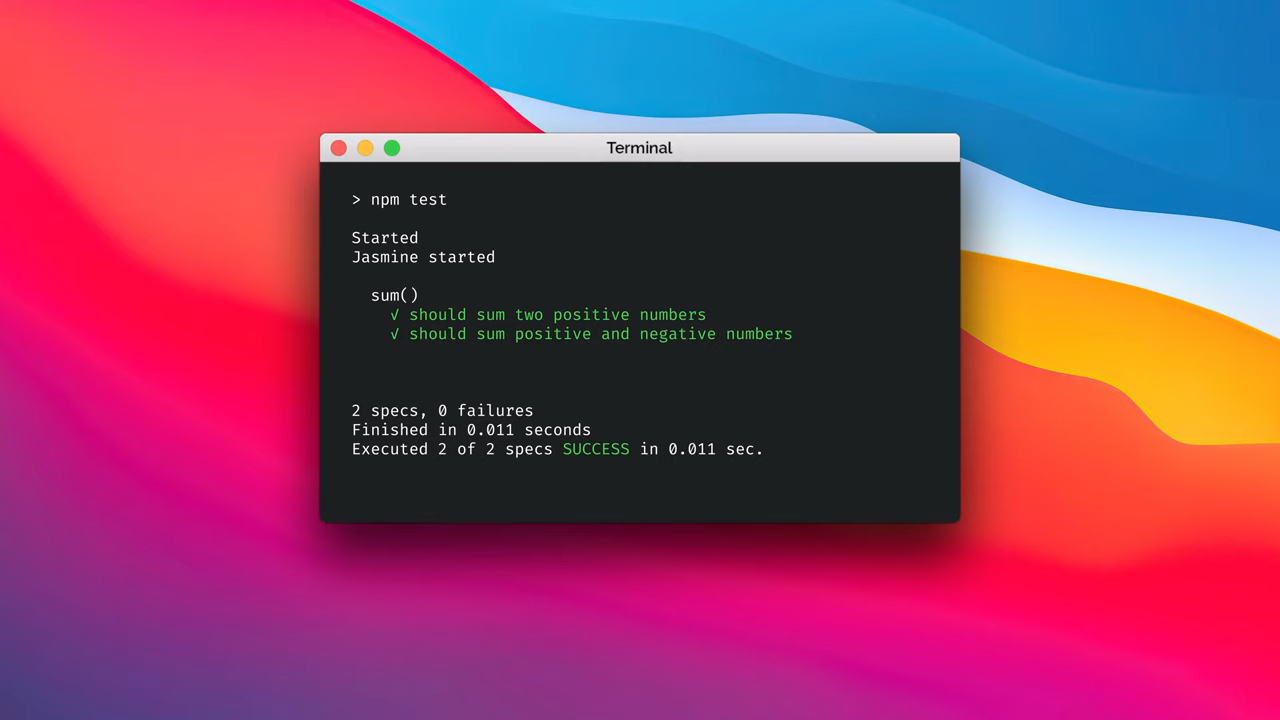 Terminal
> npm test
Started
Jasmine started
sum()
√ should sum two positive numbers
√ should sum positive and negative numbers
2 specs, 0 failures
Finished in 0.011 seconds
Executed 2 of 2 specs SUCCESS in 0.011 sec.